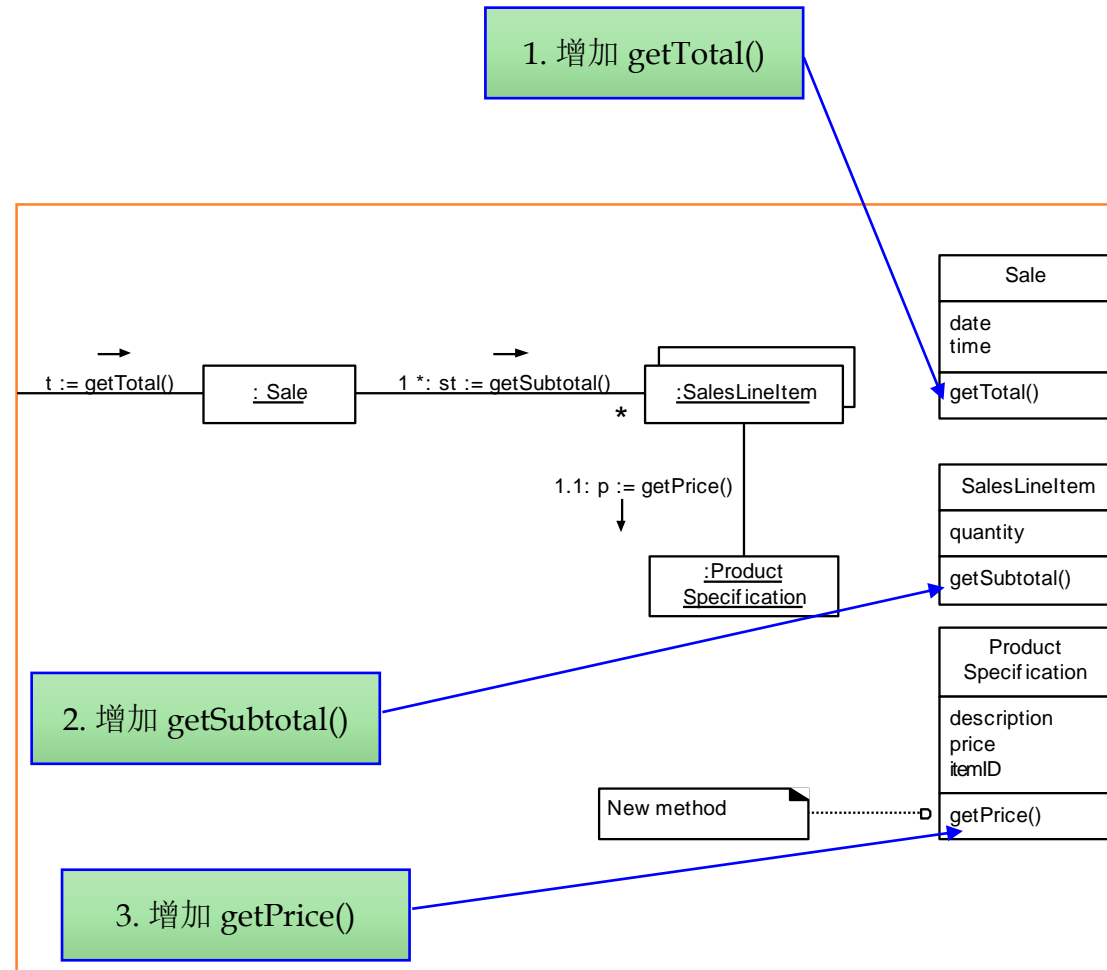 1. 增加 getTotal()
t := getTotal()
: Sale
1 *: st := getSubtotal()
:SalesLineItem
*
1.1: p := getPrice()
:Product
Specification
Sale
date
time
getTotal()
SalesLineItem
quantity
getSubtotal()
Product
Specification
description
price
itemID
getPrice()
2. 增加 getSubtotal()
New method
3. 增加 getPrice()